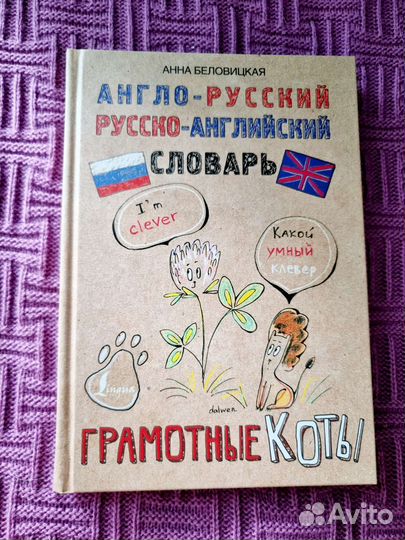 АННА БЕЛОВИЦКАЯ
АНГЛО-РУССКИЙ
РУССКО-АНГЛИЙСКИЙ
СЛОВАРЬ
I'm
clever
Какой
умный
клевер
Lingua
dalwen
ГРАМОТНЫЕ КОТЫ
Avito